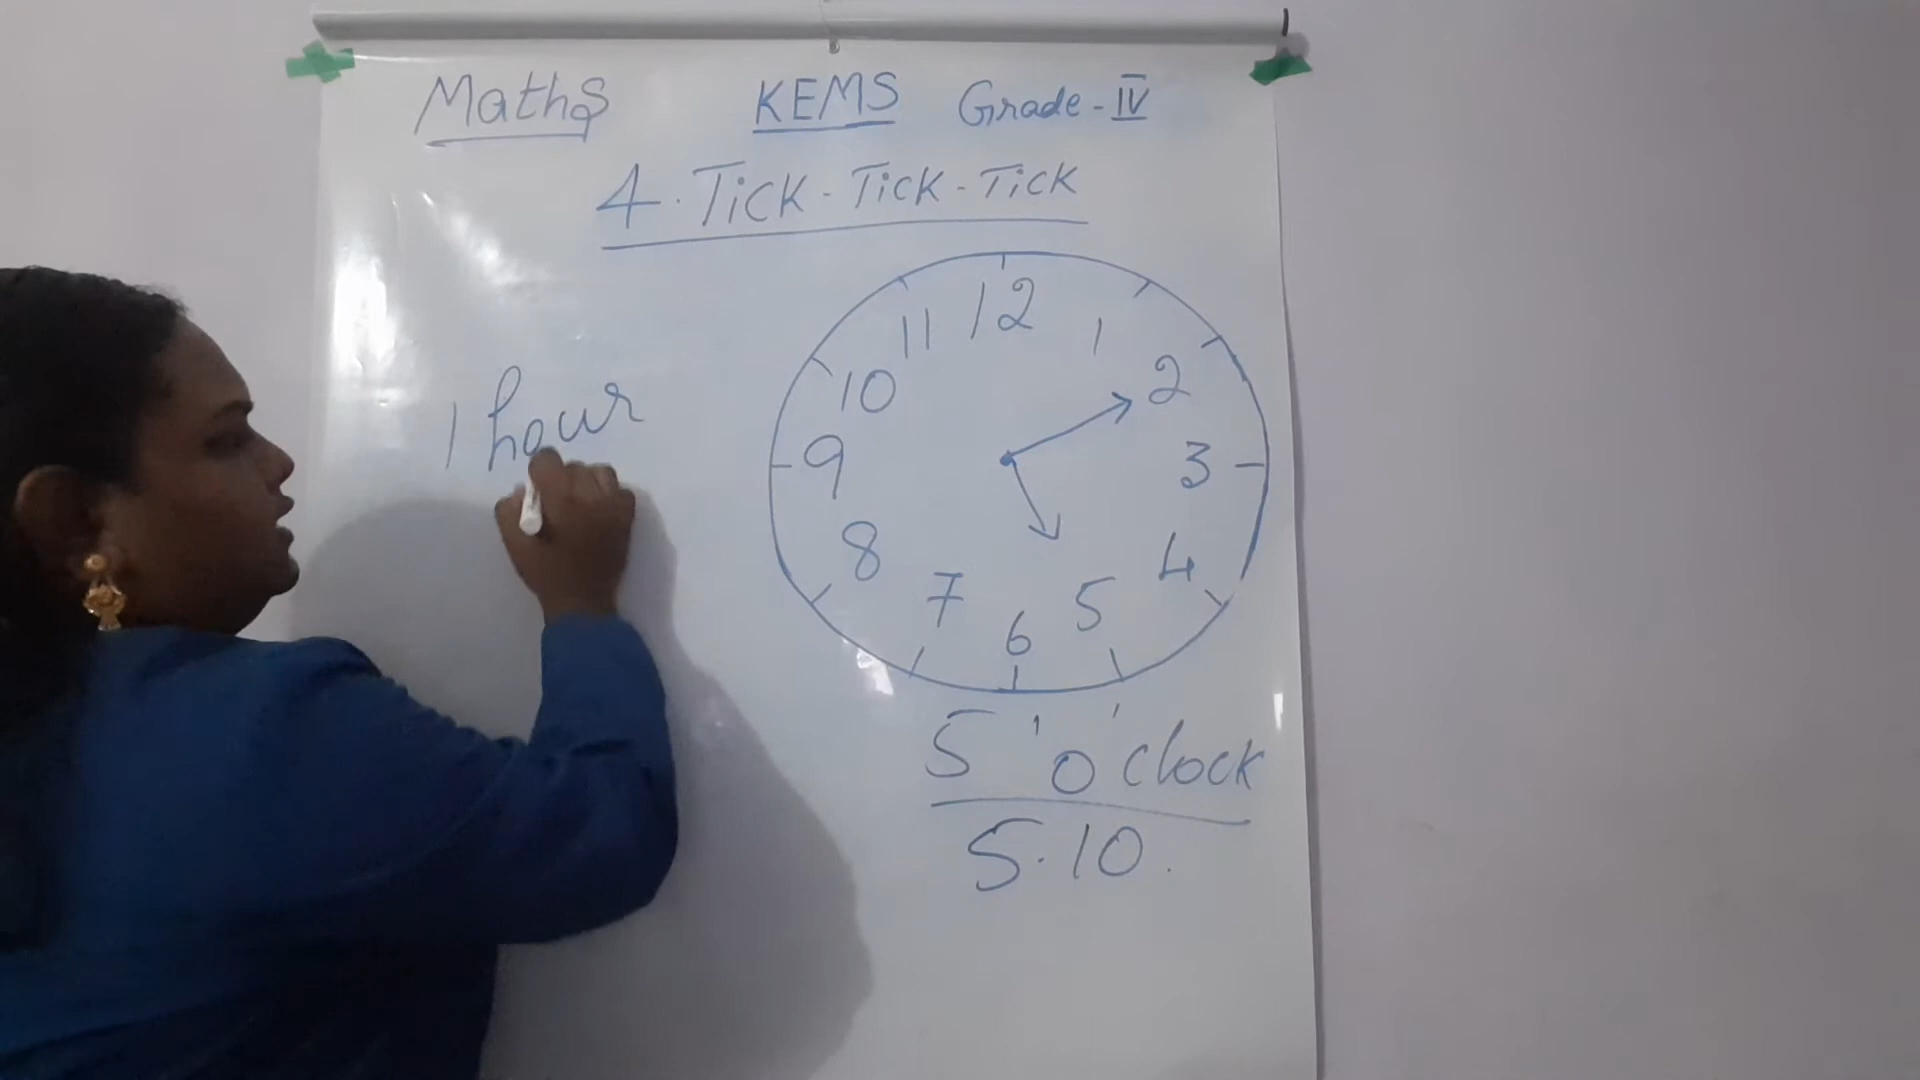 Maths KEMS Grade - IV
4. Tick - Tick - Tick
12
11 1
10 2
1 hour
9 3
8 4
7 5
6
5 'o'clock
5.10.